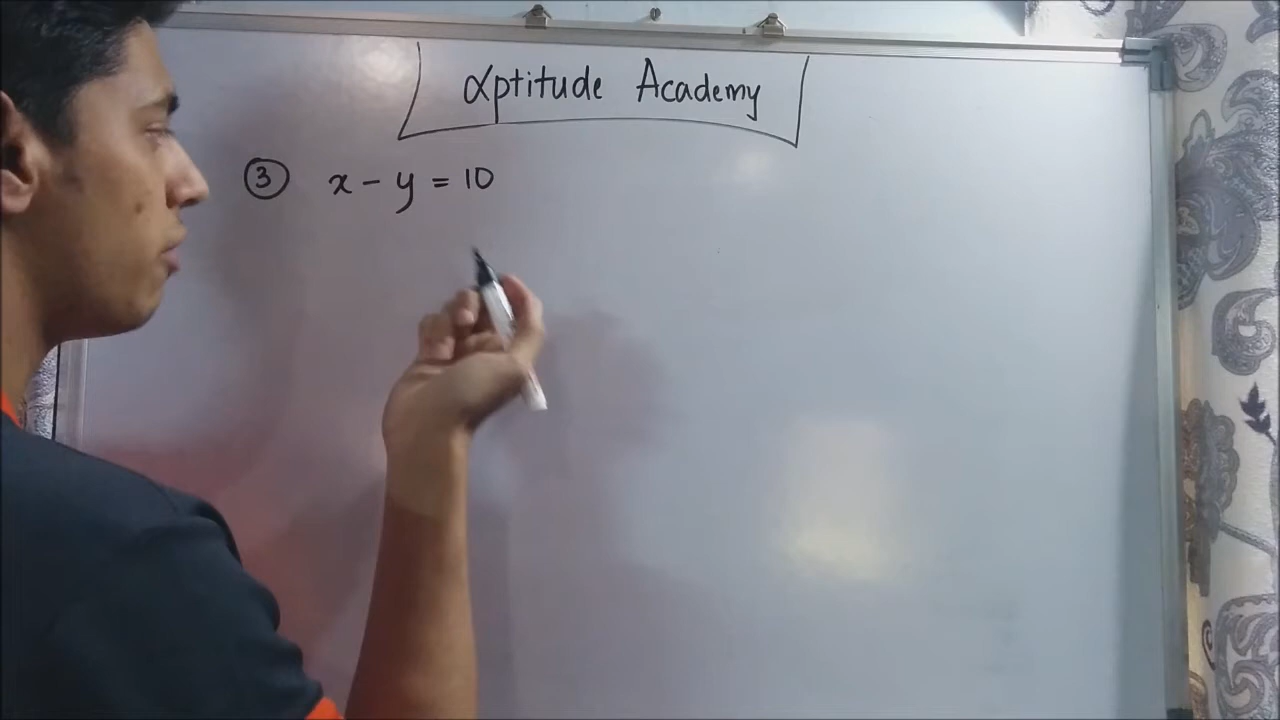 αptitude Academy
③ x - y = 10